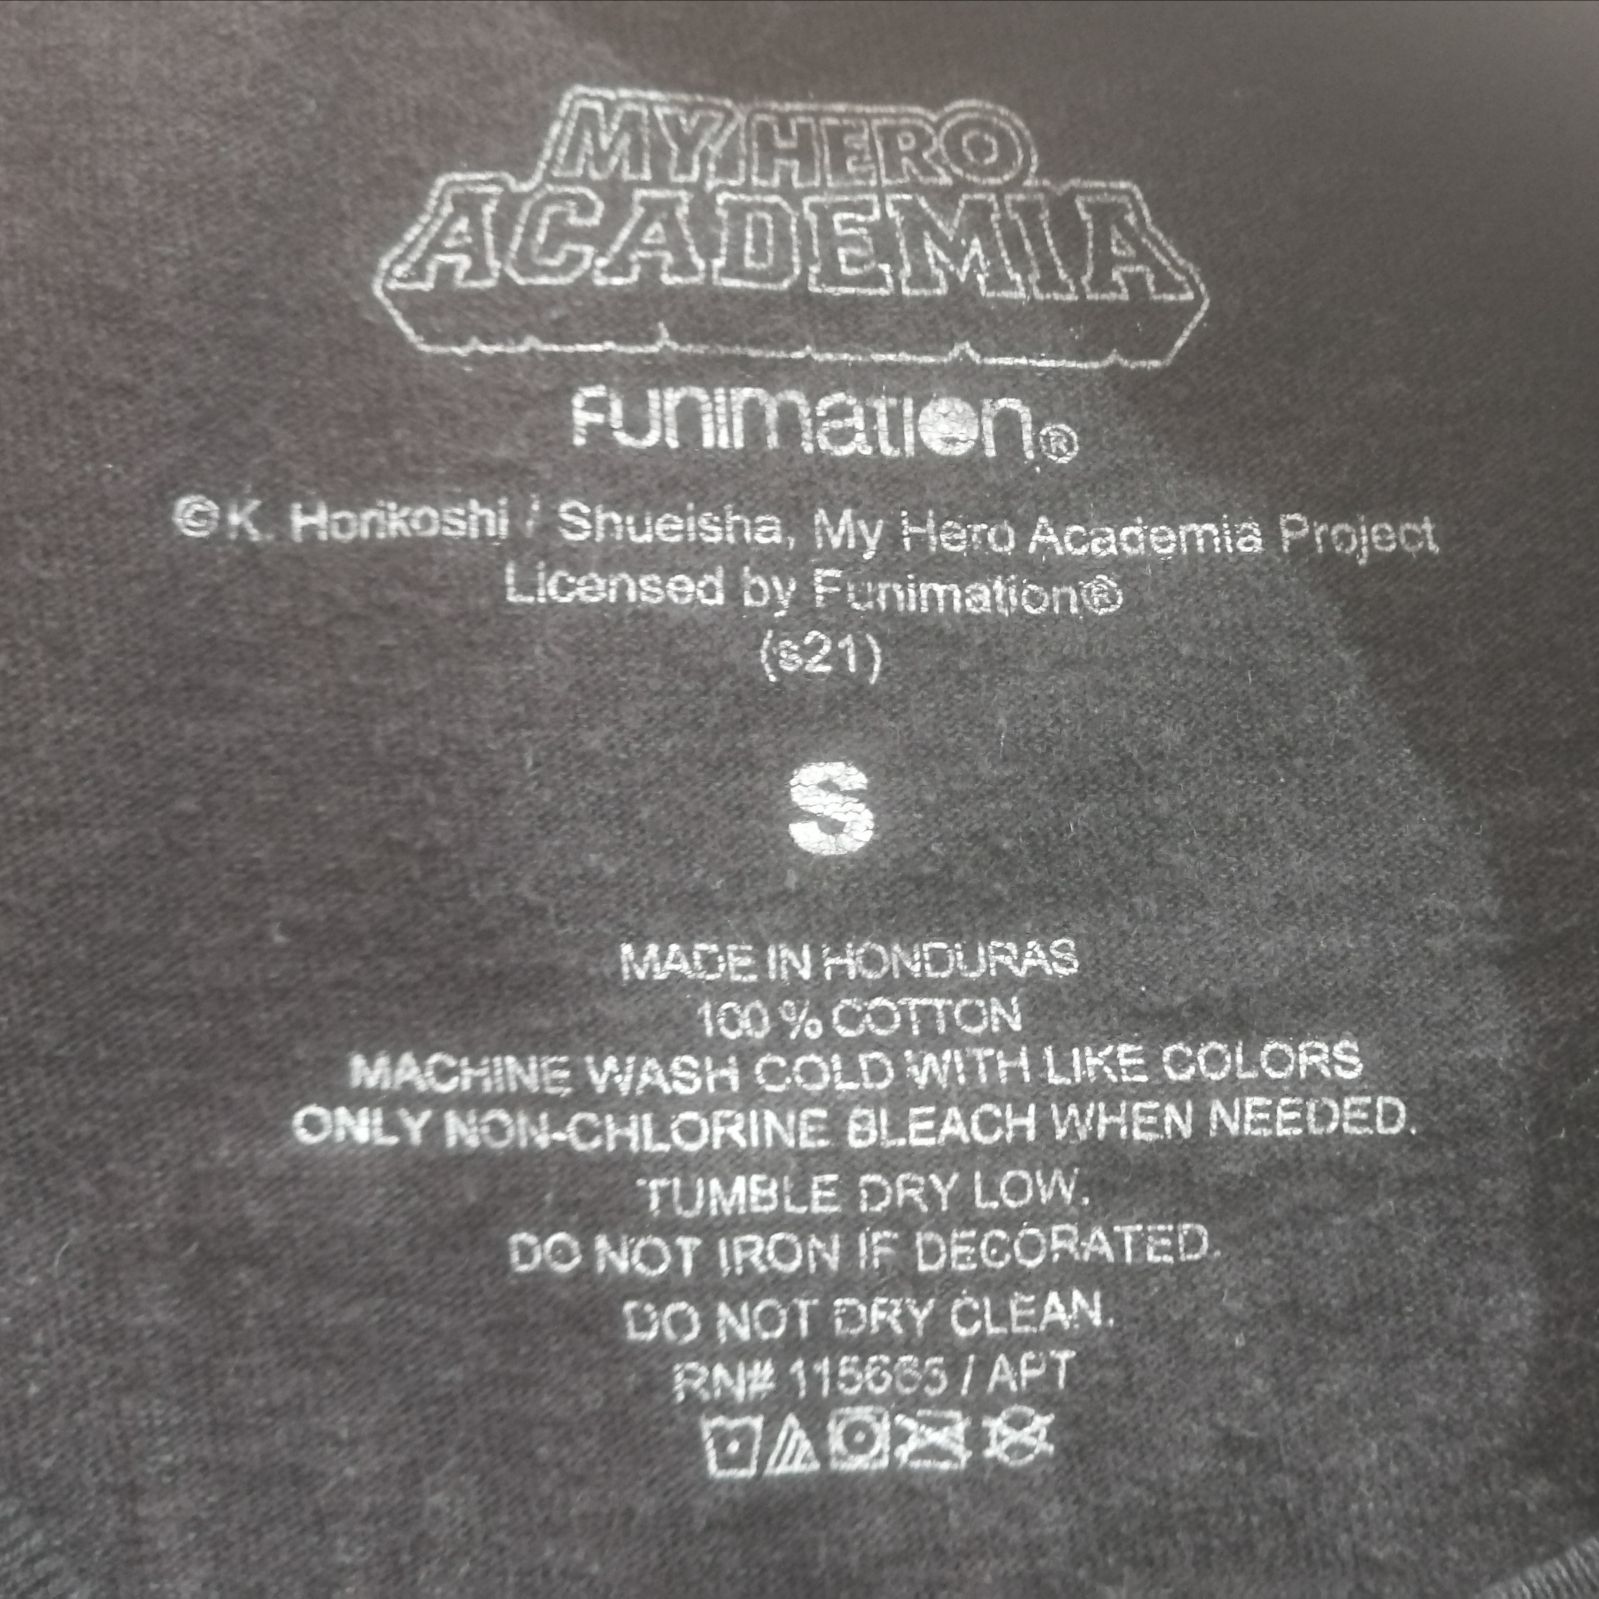 MY HERO
ACADEMIA
FUNIMATION®
© K. Horikoshi / Shueisha, My Hero Academia Project
Licensed by Funimation®
(s21)
S
MADE IN HONDURAS
100 % COTTON
MACHINE WASH COLD WITH LIKE COLORS
ONLY NON-CHLORINE BLEACH WHEN NEEDED.
TUMBLE DRY LOW.
DO NOT IRON IF DECORATED.
DO NOT DRY CLEAN.
RN# 115665 / APT